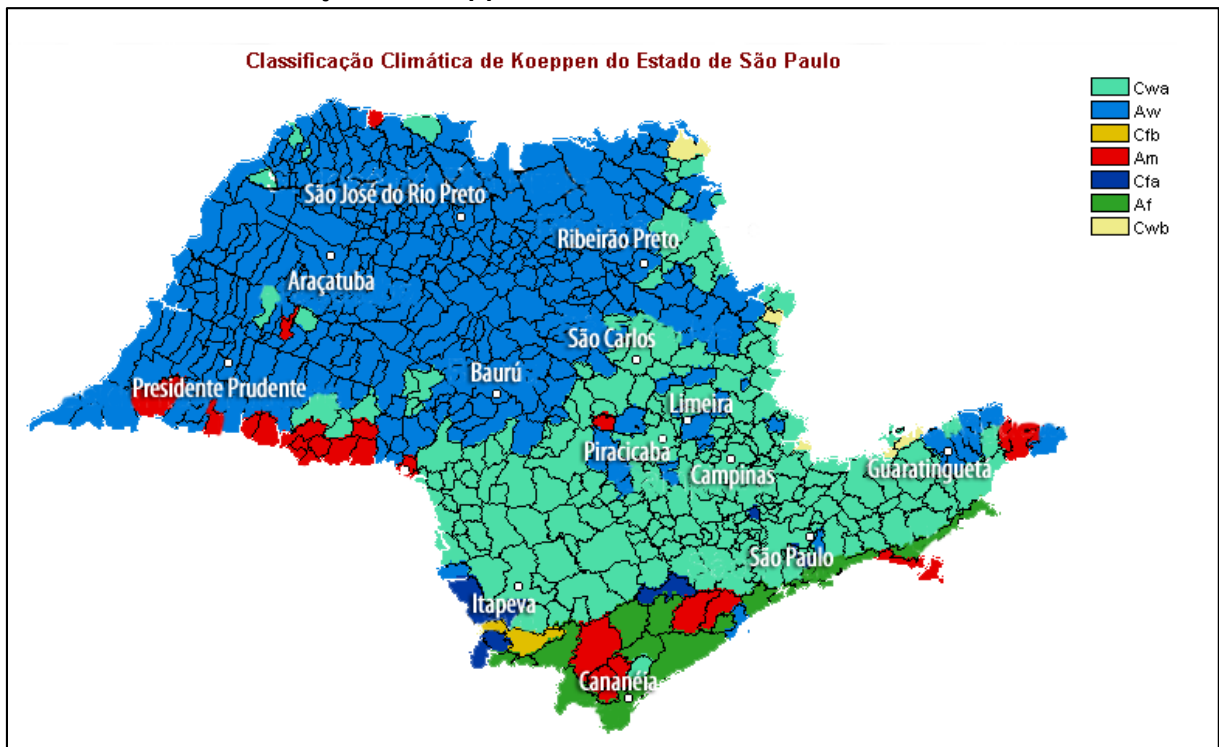 Classificação Climática de Koeppen do Estado de São Paulo
Cwa
Aw
Cfb
Am
Cfa
Af
Cwb
São José do Rio Preto
Ribeirão Preto
Araçatuba
São Carlos
Presidente Prudente
Baurú
Limeira
Piracicaba
Campinas
Guaratinguetá
São Paulo
Itapeva
Cananéia